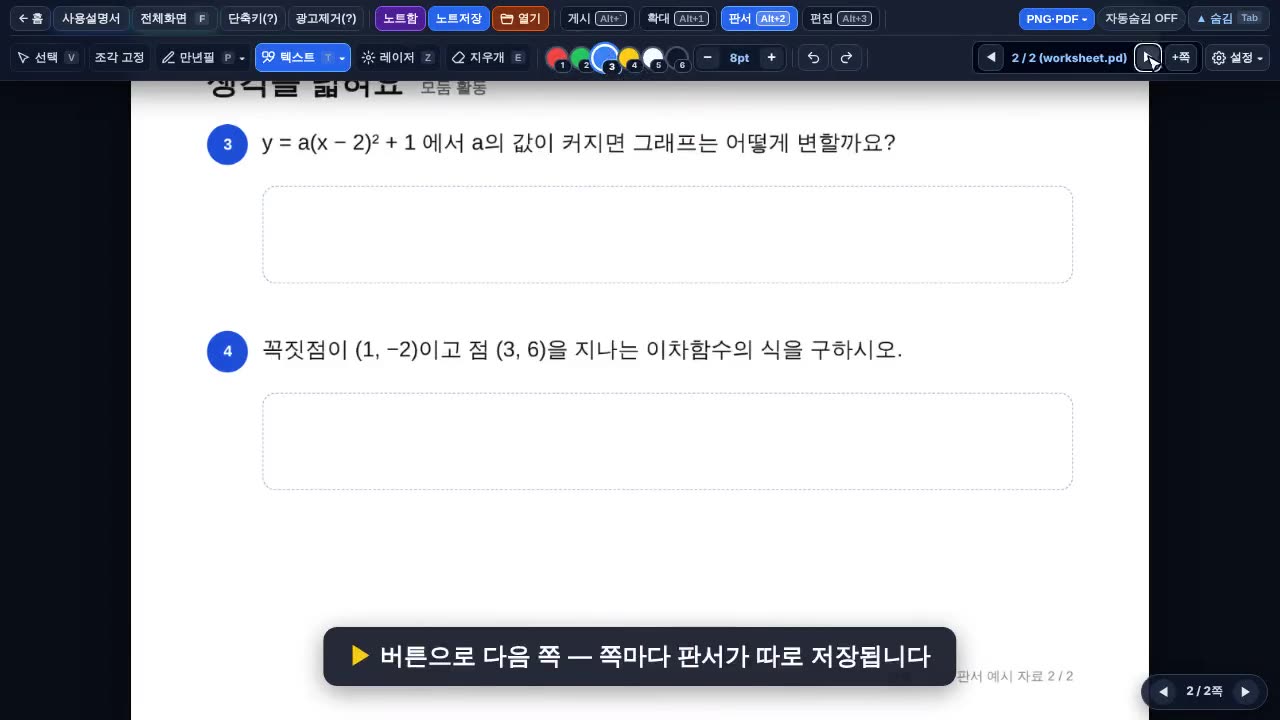 ← 홈 사용설명서 전체화면 F 단축키(?) 광고제거(?) 노트함 노트저장 열기 게시 Alt+` 확대 Alt+1 판서 Alt+2 편집 Alt+3 PNG·PDF 자동숨김 OFF ▲ 숨김 Tab
선택 V 조각 고정 만년필 P 텍스트 T 레이저 Z 지우개 E 1 2 3 4 5 6 − 8pt + ◀ 2 / 2 (worksheet.pd) ▶ +쪽 설정
생각을 넓혀요 모둠 활동
3 y = a(x − 2)² + 1 에서 a의 값이 커지면 그래프는 어떻게 변할까요?
4 꼭짓점이 (1, −2)이고 점 (3, 6)을 지나는 이차함수의 식을 구하시오.
▶ 버튼으로 다음 쪽 — 쪽마다 판서가 따로 저장됩니다
판서 예시 자료 2 / 2
◀ 2 / 2쪽 ▶